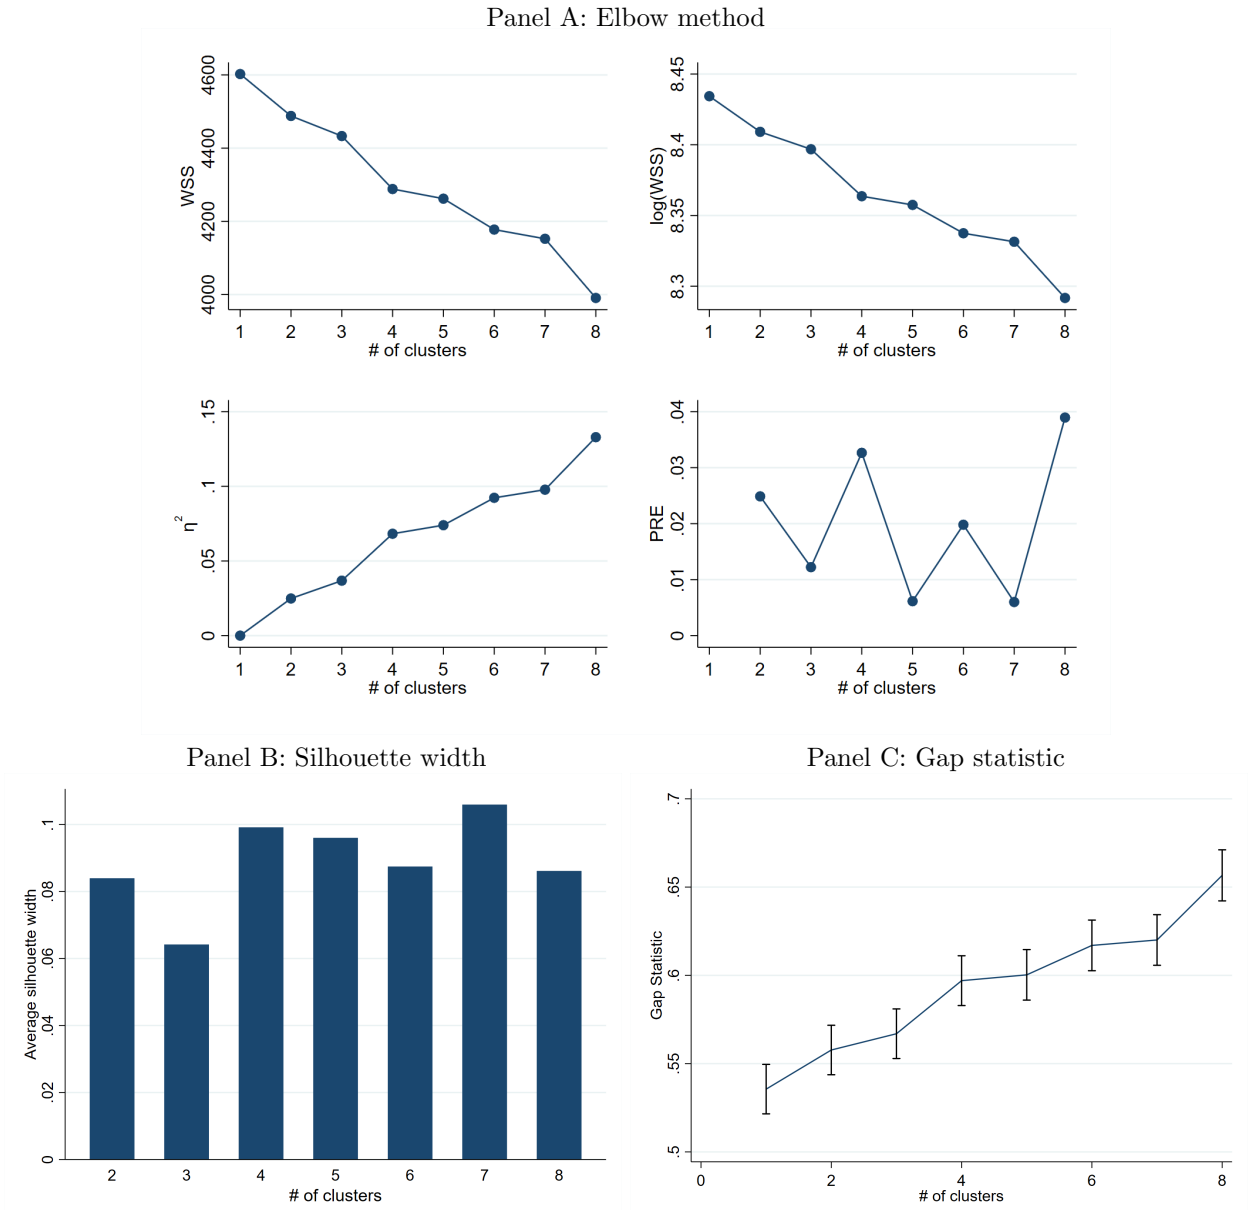 Panel A: Elbow method
WSS
4600
4400
4200
4000
1 2 3 4 5 6 7 8
# of clusters
log(WSS)
8.45
8.4
8.35
8.3
1 2 3 4 5 6 7 8
# of clusters
η²
.15
.1
.05
0
1 2 3 4 5 6 7 8
# of clusters
PRE
.04
.03
.02
.01
0
1 2 3 4 5 6 7 8
# of clusters
Panel B: Silhouette width
Average silhouette width
.1
.08
.06
.04
.02
0
2 3 4 5 6 7 8
# of clusters
Panel C: Gap statistic
Gap Statistic
.7
.65
.6
.55
.5
0 2 4 6 8
# of clusters